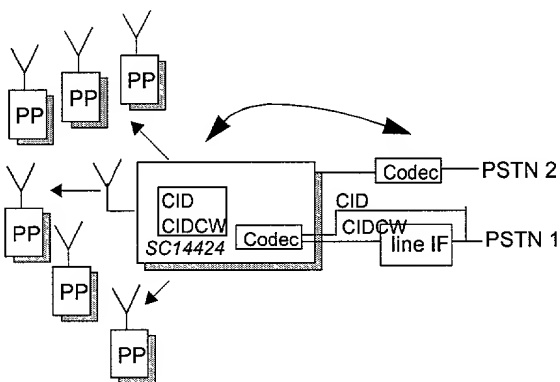 PP
PP
PP
Codec
PSTN 2
CID
CIDCW
CID
CIDCW
SC14424
Codec
line IF
PSTN 1
PP
PP
PP